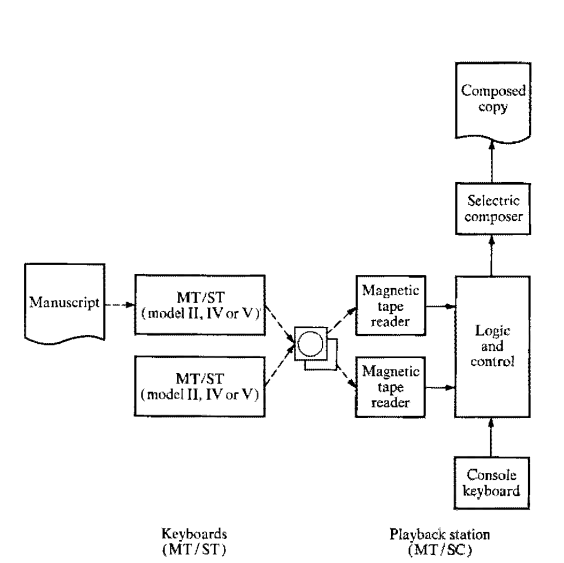 Composed
copy
Selectric
composer
Manuscript
MT/ST
(model II, IV or V)
Magnetic
tape
reader
Logic
and
control
MT/ST
(model II, IV or V)
Magnetic
tape
reader
Console
keyboard
Keyboards
(MT/ST)
Playback station
(MT/SC)